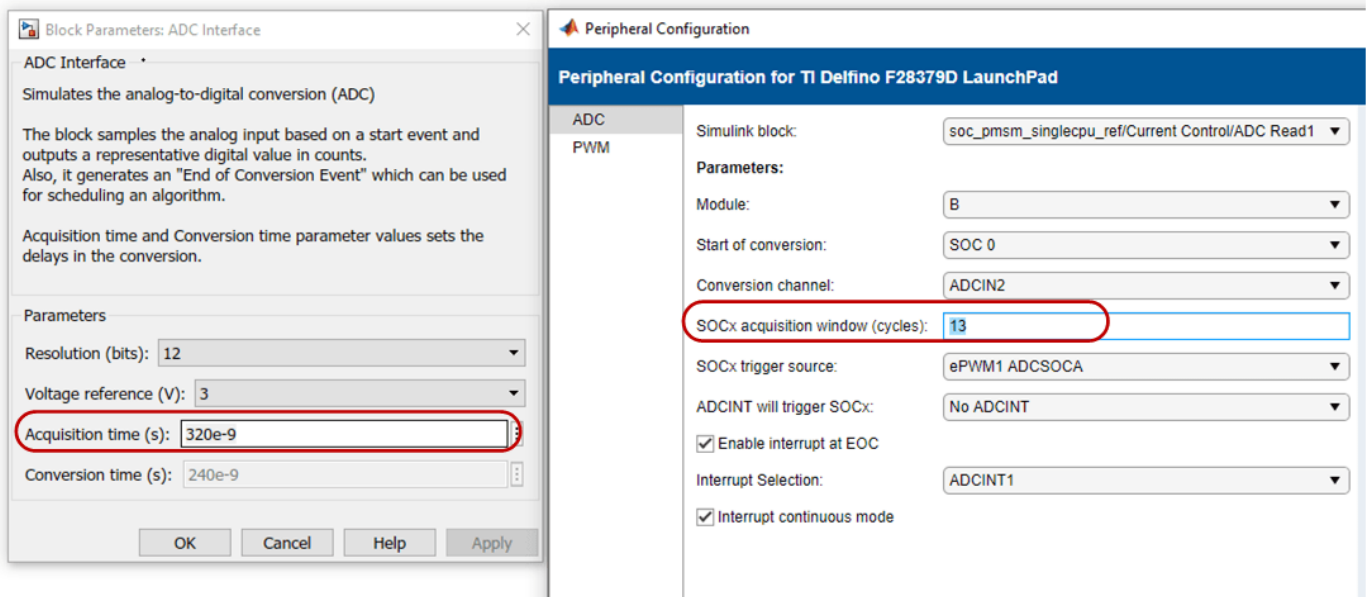 Block Parameters: ADC Interface
ADC Interface
Simulates the analog-to-digital conversion (ADC)
The block samples the analog input based on a start event and
outputs a representative digital value in counts.
Also, it generates an "End of Conversion Event" which can be used
for scheduling an algorithm.
Acquisition time and Conversion time parameter values sets the
delays in the conversion.
Parameters
Resolution (bits): 12
Voltage reference (V): 3
Acquisition time (s): 320e-9
Conversion time (s): 240e-9
OK Cancel Help Apply
Peripheral Configuration
Peripheral Configuration for TI Delfino F28379D LaunchPad
ADC
PWM
Simulink block: soc_pmsm_singlecpu_ref/Current Control/ADC Read1
Parameters:
Module: B
Start of conversion: SOC 0
Conversion channel: ADCIN2
SOCx acquisition window (cycles): 13
SOCx trigger source: ePWM1 ADCSOCA
ADCINT will trigger SOCx: No ADCINT
Enable interrupt at EOC
Interrupt Selection: ADCINT1
Interrupt continuous mode